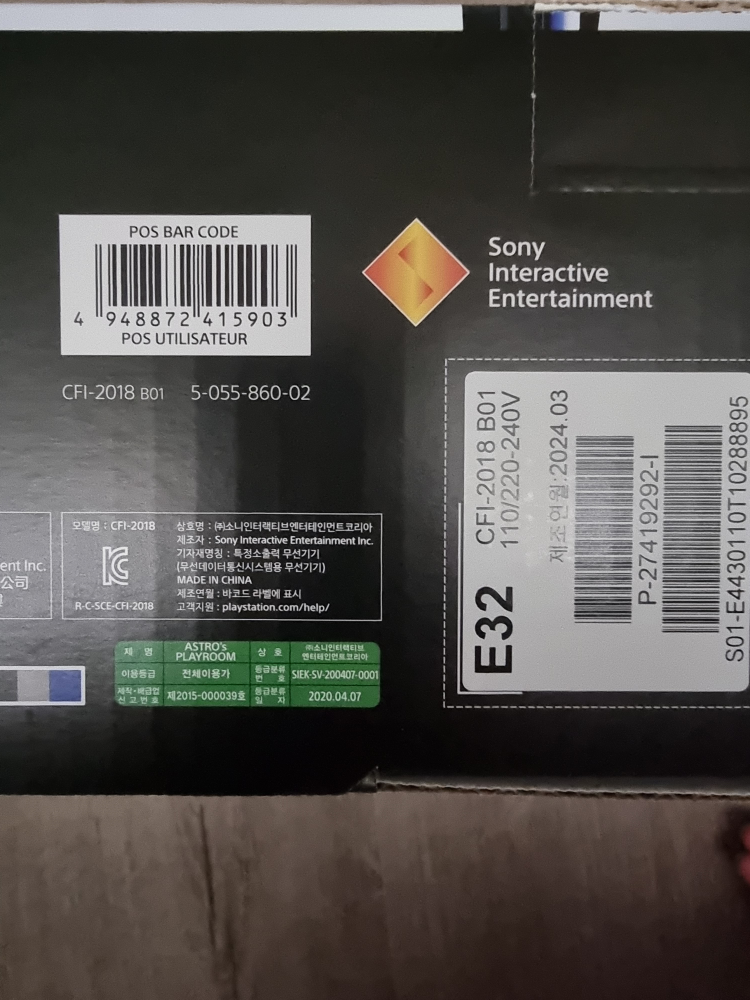 POS BAR CODE
4 948872 415903
POS UTILISATEUR
Sony
Interactive
Entertainment
CFI-2018 B01 5-055-860-02
E32
CFI-2018 B01
110/220-240V
제조연월:2024.03
P-27419292-I
S01-E4430110T10288895
ent Inc.
公司
모델명 : CFI-2018
R-C-SCE-CFI-2018
상호명 : ㈜소니인터랙티브엔터테인먼트코리아
제조자 : Sony Interactive Entertainment Inc.
기자재명칭 : 특정소출력 무선기기
(무선데이터통신시스템용 무선기기)
MADE IN CHINA
제조연월 : 바코드 라벨에 표시
고객지원 : playstation.com/help/
제 명 ASTRO's PLAYROOM 상 호 ㈜소니인터랙티브 엔터테인먼트코리아
이용등급 전체이용가 등급분류 번 호 SIEK-SV-200407-0001
제작·배급업 신고번호 제2015-000039호 등급분류 일 자 2020.04.07